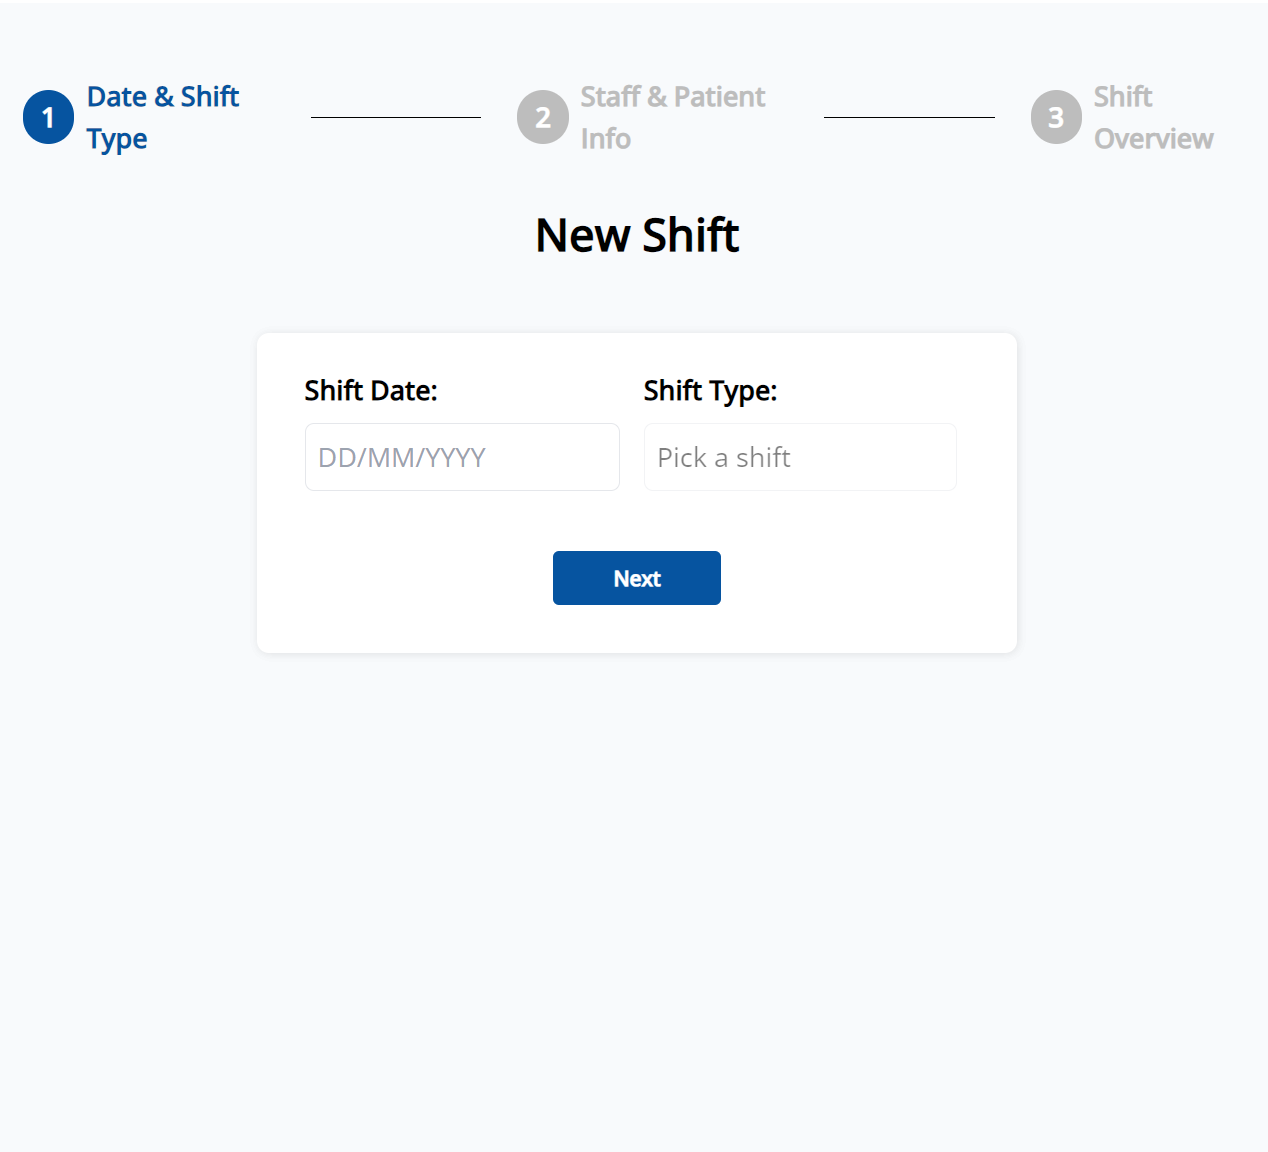 1 Date & Shift
Type
2 Staff & Patient
Info
3 Shift
Overview
New Shift
Shift Date: Shift Type:
DD/MM/YYYY Pick a shift
Next